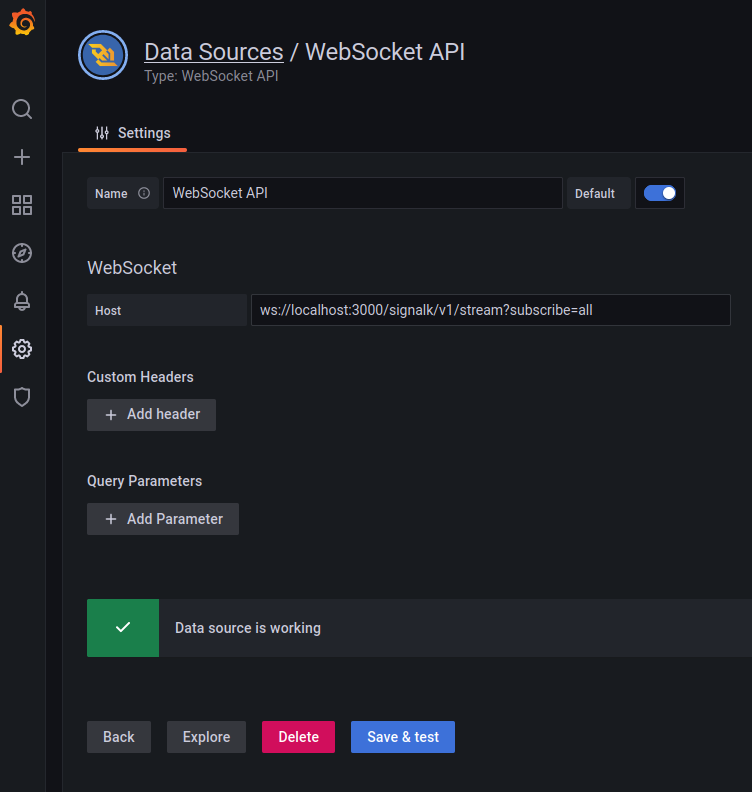 Data Sources / WebSocket API
Type: WebSocket API
Settings
Name WebSocket API Default
WebSocket
Host ws://localhost:3000/signalk/v1/stream?subscribe=all
Custom Headers
+ Add header
Query Parameters
+ Add Parameter
Data source is working
Back Explore Delete Save & test